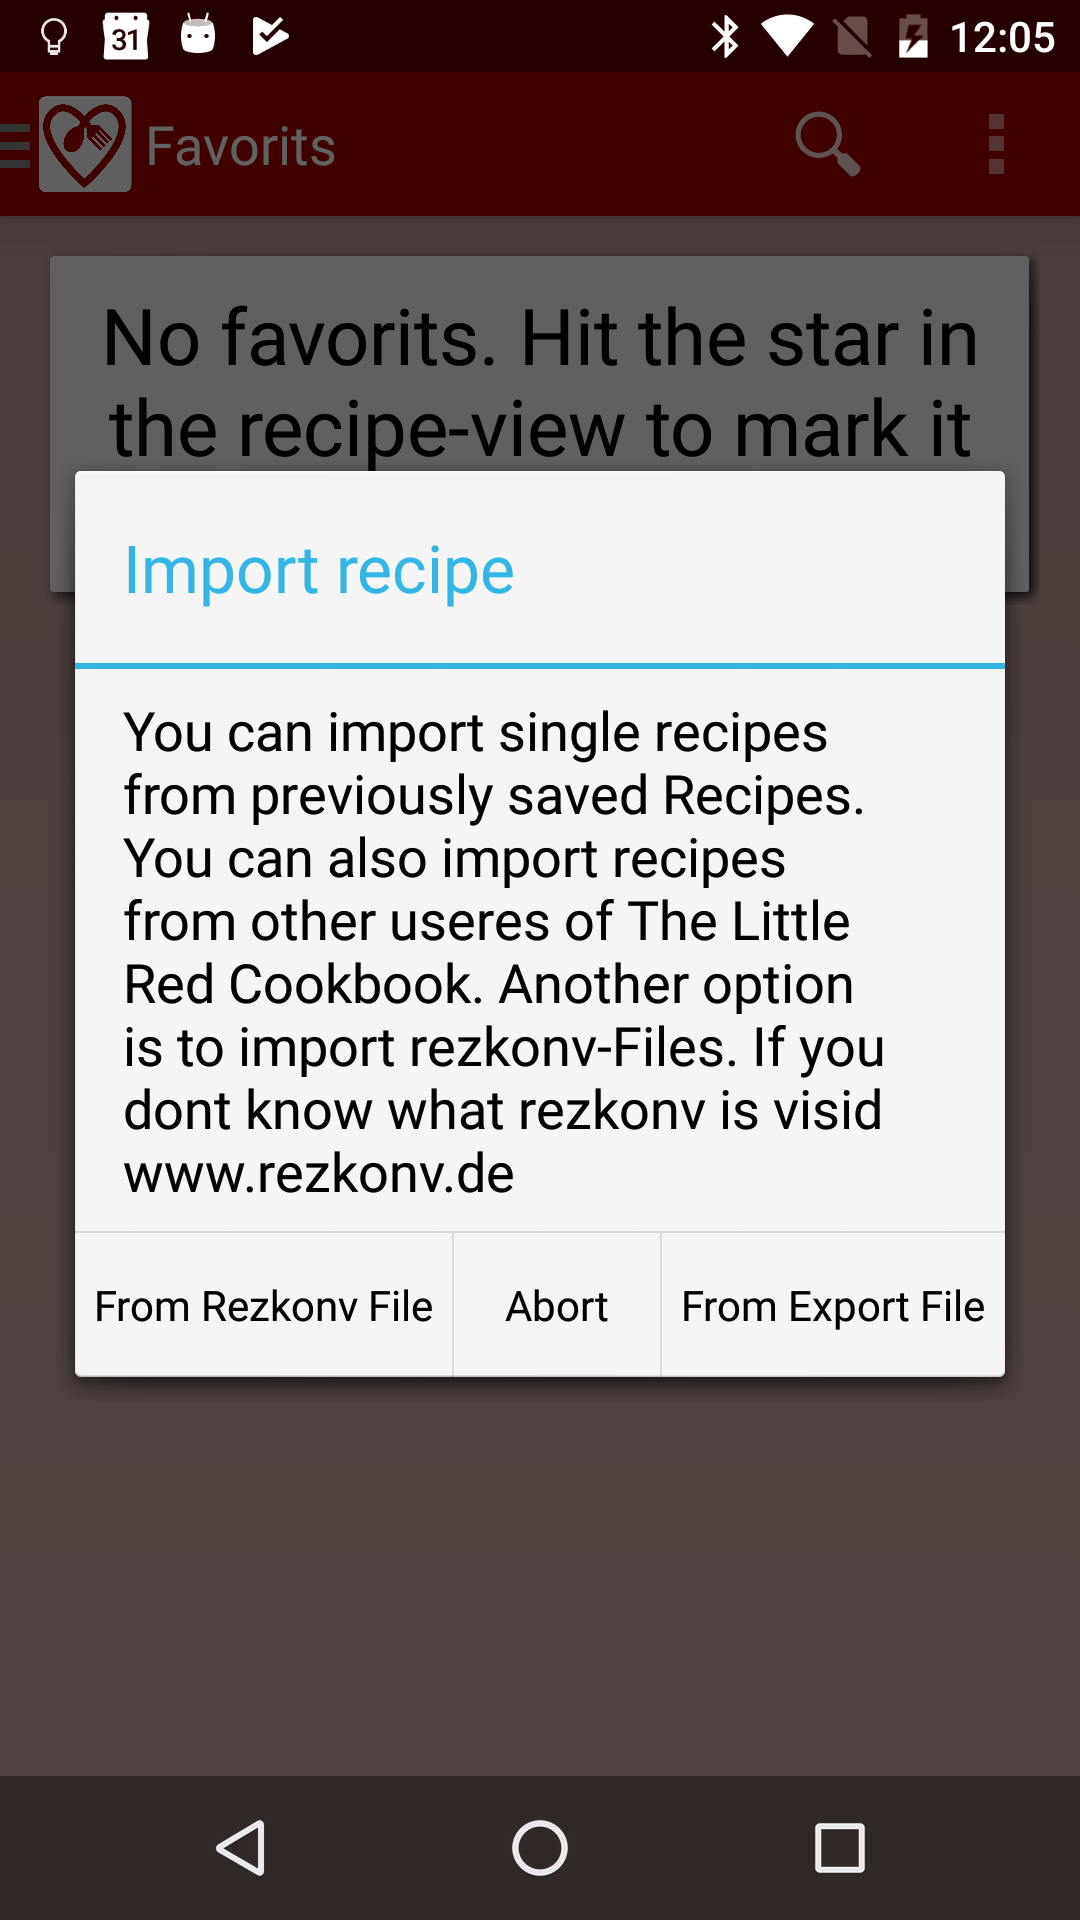 31
12:05
Favorits
No favorits. Hit the star in
the recipe-view to mark it
Import recipe
You can import single recipes
from previously saved Recipes.
You can also import recipes
from other useres of The Little
Red Cookbook. Another option
is to import rezkonv-Files. If you
dont know what rezkonv is visid
www.rezkonv.de
From Rezkonv File
Abort
From Export File